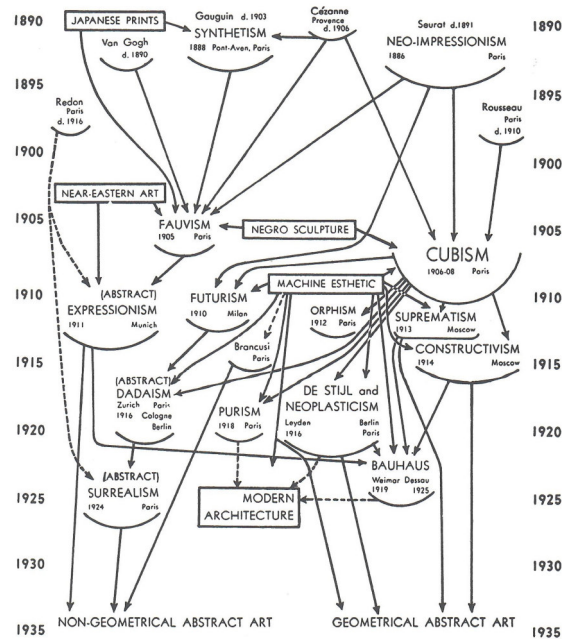 1890
JAPANESE PRINTS
Gauguin d. 1903
SYNTHETISM
1888 Pont-Aven, Paris
Cézanne
Provence
d. 1906
Seurat d.1891
NEO-IMPRESSIONISM
1886 Paris
1890
Van Gogh
d. 1890
1895
1895
Redon
Paris
d. 1916
Rousseau
Paris
d. 1910
1900
1900
NEAR-EASTERN ART
1905
FAUVISM
1905 Paris
NEGRO SCULPTURE
1905
CUBISM
1906-08 Paris
1910
(ABSTRACT)
EXPRESSIONISM
1911 Munich
FUTURISM
1910 Milan
MACHINE ESTHETIC
ORPHISM
1912 Paris
SUPREMATISM
1913 Moscow
1910
Brancusi
Paris
CONSTRUCTIVISM
1914 Moscow
1915
1915
(ABSTRACT)
DADAISM
Zurich Paris
1916 Cologne
Berlin
PURISM
1918 Paris
DE STIJL and
NEOPLASTICISM
Leyden Berlin
1916 Paris
1920
1920
BAUHAUS
Weimar Dessau
1919 1925
(ABSTRACT)
SURREALISM
1924 Paris
1925
MODERN
ARCHITECTURE
1925
1930
1930
1935
NON-GEOMETRICAL ABSTRACT ART
GEOMETRICAL ABSTRACT ART
1935